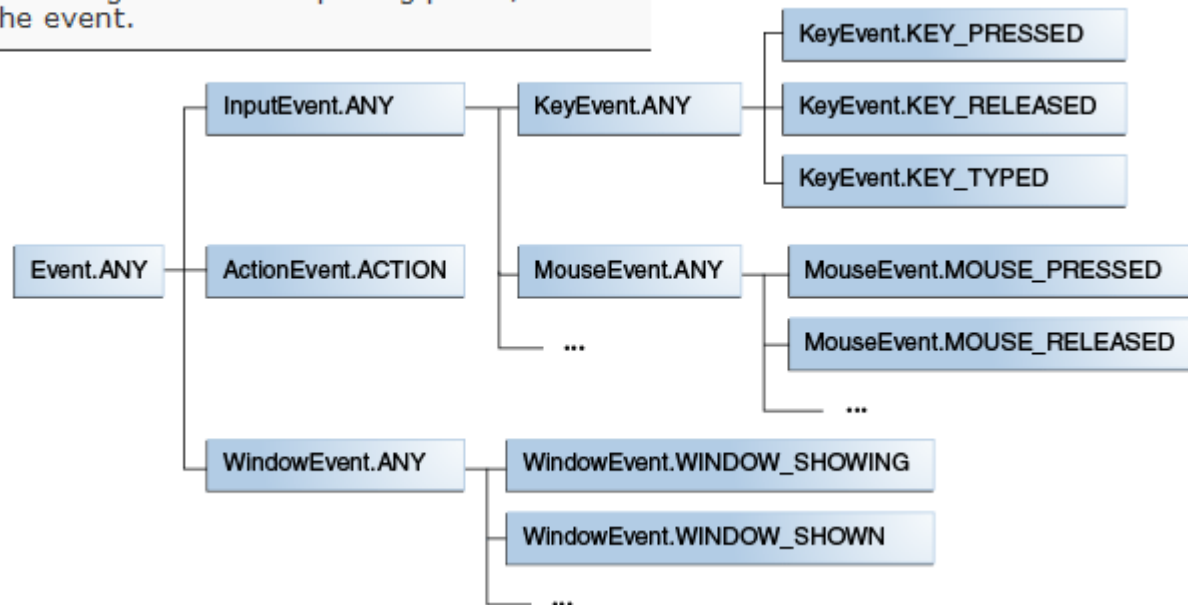 he event.
KeyEvent.KEY_PRESSED
InputEvent.ANY
KeyEvent.ANY
KeyEvent.KEY_RELEASED
KeyEvent.KEY_TYPED
Event.ANY
ActionEvent.ACTION
MouseEvent.ANY
MouseEvent.MOUSE_PRESSED
...
MouseEvent.MOUSE_RELEASED
...
WindowEvent.ANY
WindowEvent.WINDOW_SHOWING
WindowEvent.WINDOW_SHOWN
...